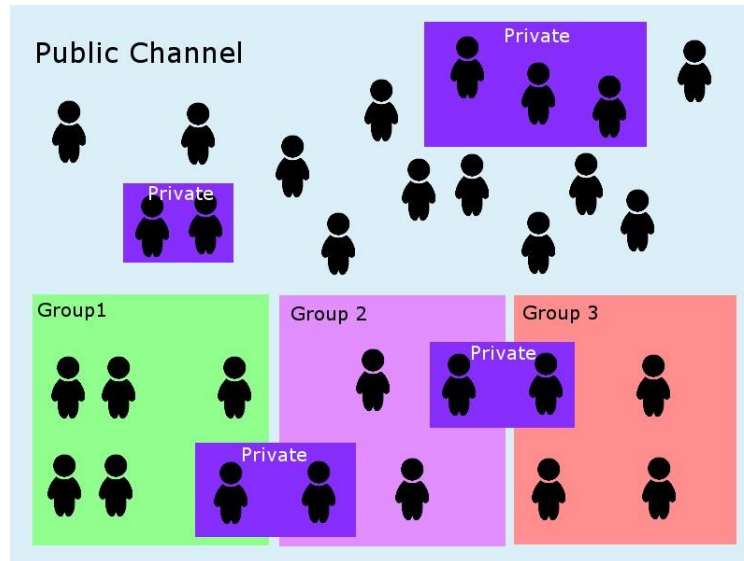 Private
Public Channel
Private
Group1
Group 2
Group 3
Private
Private